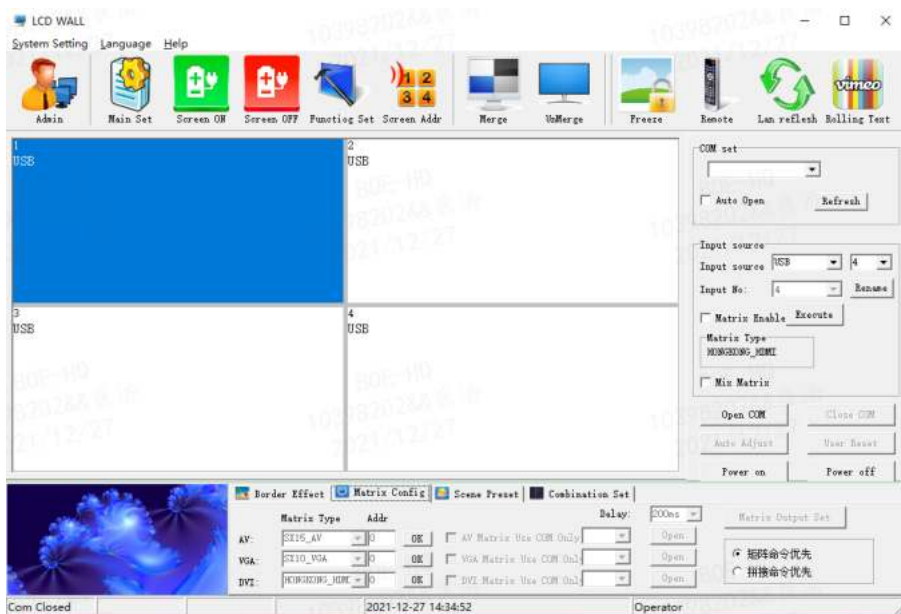 LCD WALL
System Setting Language Help
Admin Main Set Screen ON Screen OFF Functiog Set Screen Addr Merge UnMerge Freeze Remote Lan reflesh Rolling Text
1 2
3 4
vimeo
1
USB
2
USB
3
USB
4
USB
COM set
Auto Open Refresh
Input source
Input source USB 4
Input No: 4 Rename
Matrix Enable Execute
Matrix Type
HONGKONG_HDMI
Mix Matrix
Open COM Close COM
Auto Adjust User Reset
Power on Power off
Border Effect Matrix Config Scene Preset Combination Set
Matrix Type Addr Delay: 200ms Matrix Output Set
AV: SX16_AV 0 OK AV Matrix Use COM Only Open
VGA: SX10_VGA 0 OK VGA Matrix Use COM Onl Open
DVI: HONGKONG_HDM 0 OK DVI Matrix Use COM Onl Open
矩阵命令优先
拼接命令优先
Com Closed 2021-12-27 14:34:52 Operator